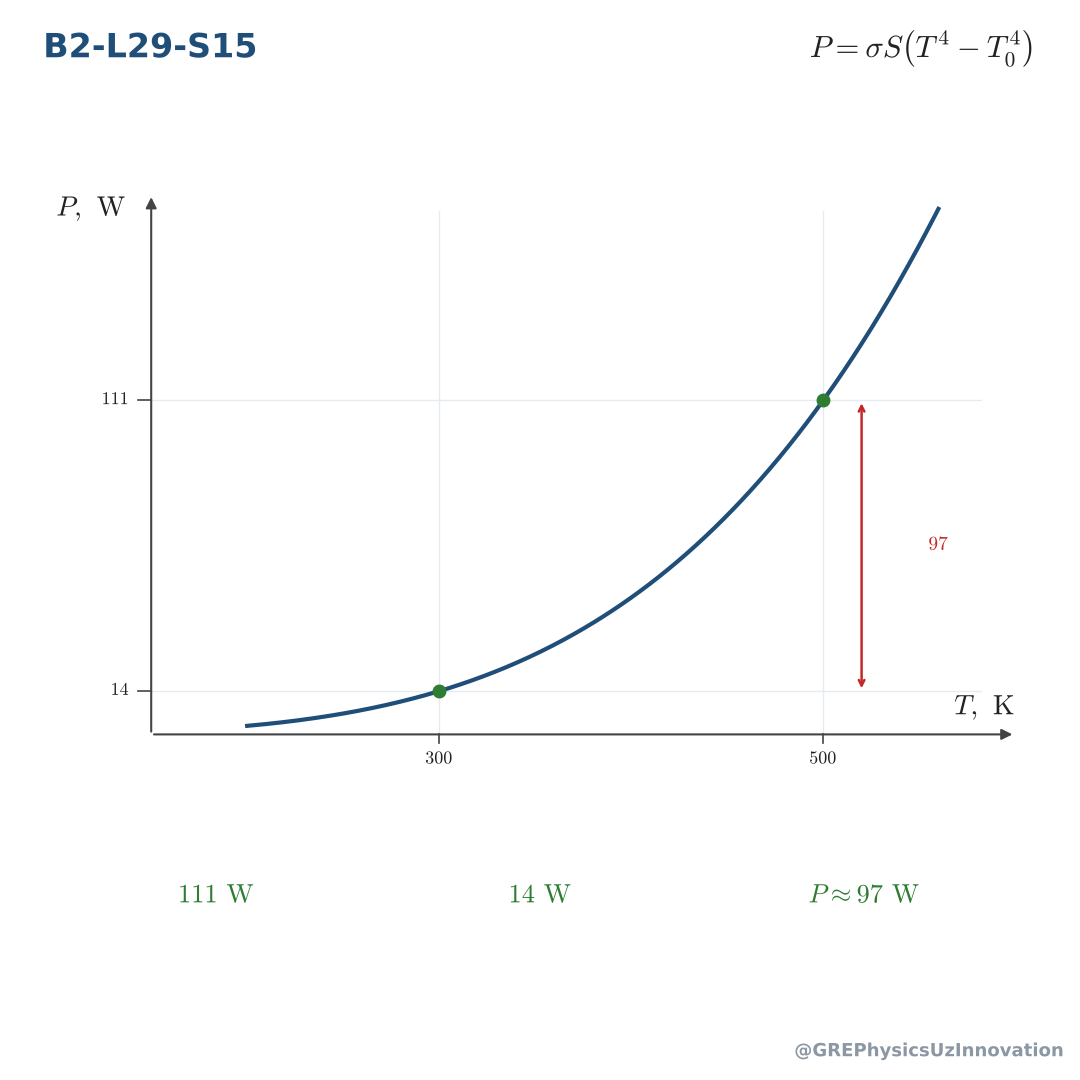 B2-L29-S15
P = σS(T⁴ − T₀⁴)
P, W
111
97
14
T, K
300
500
111 W
14 W
P ≈ 97 W
@GREPhysicsUzInnovation